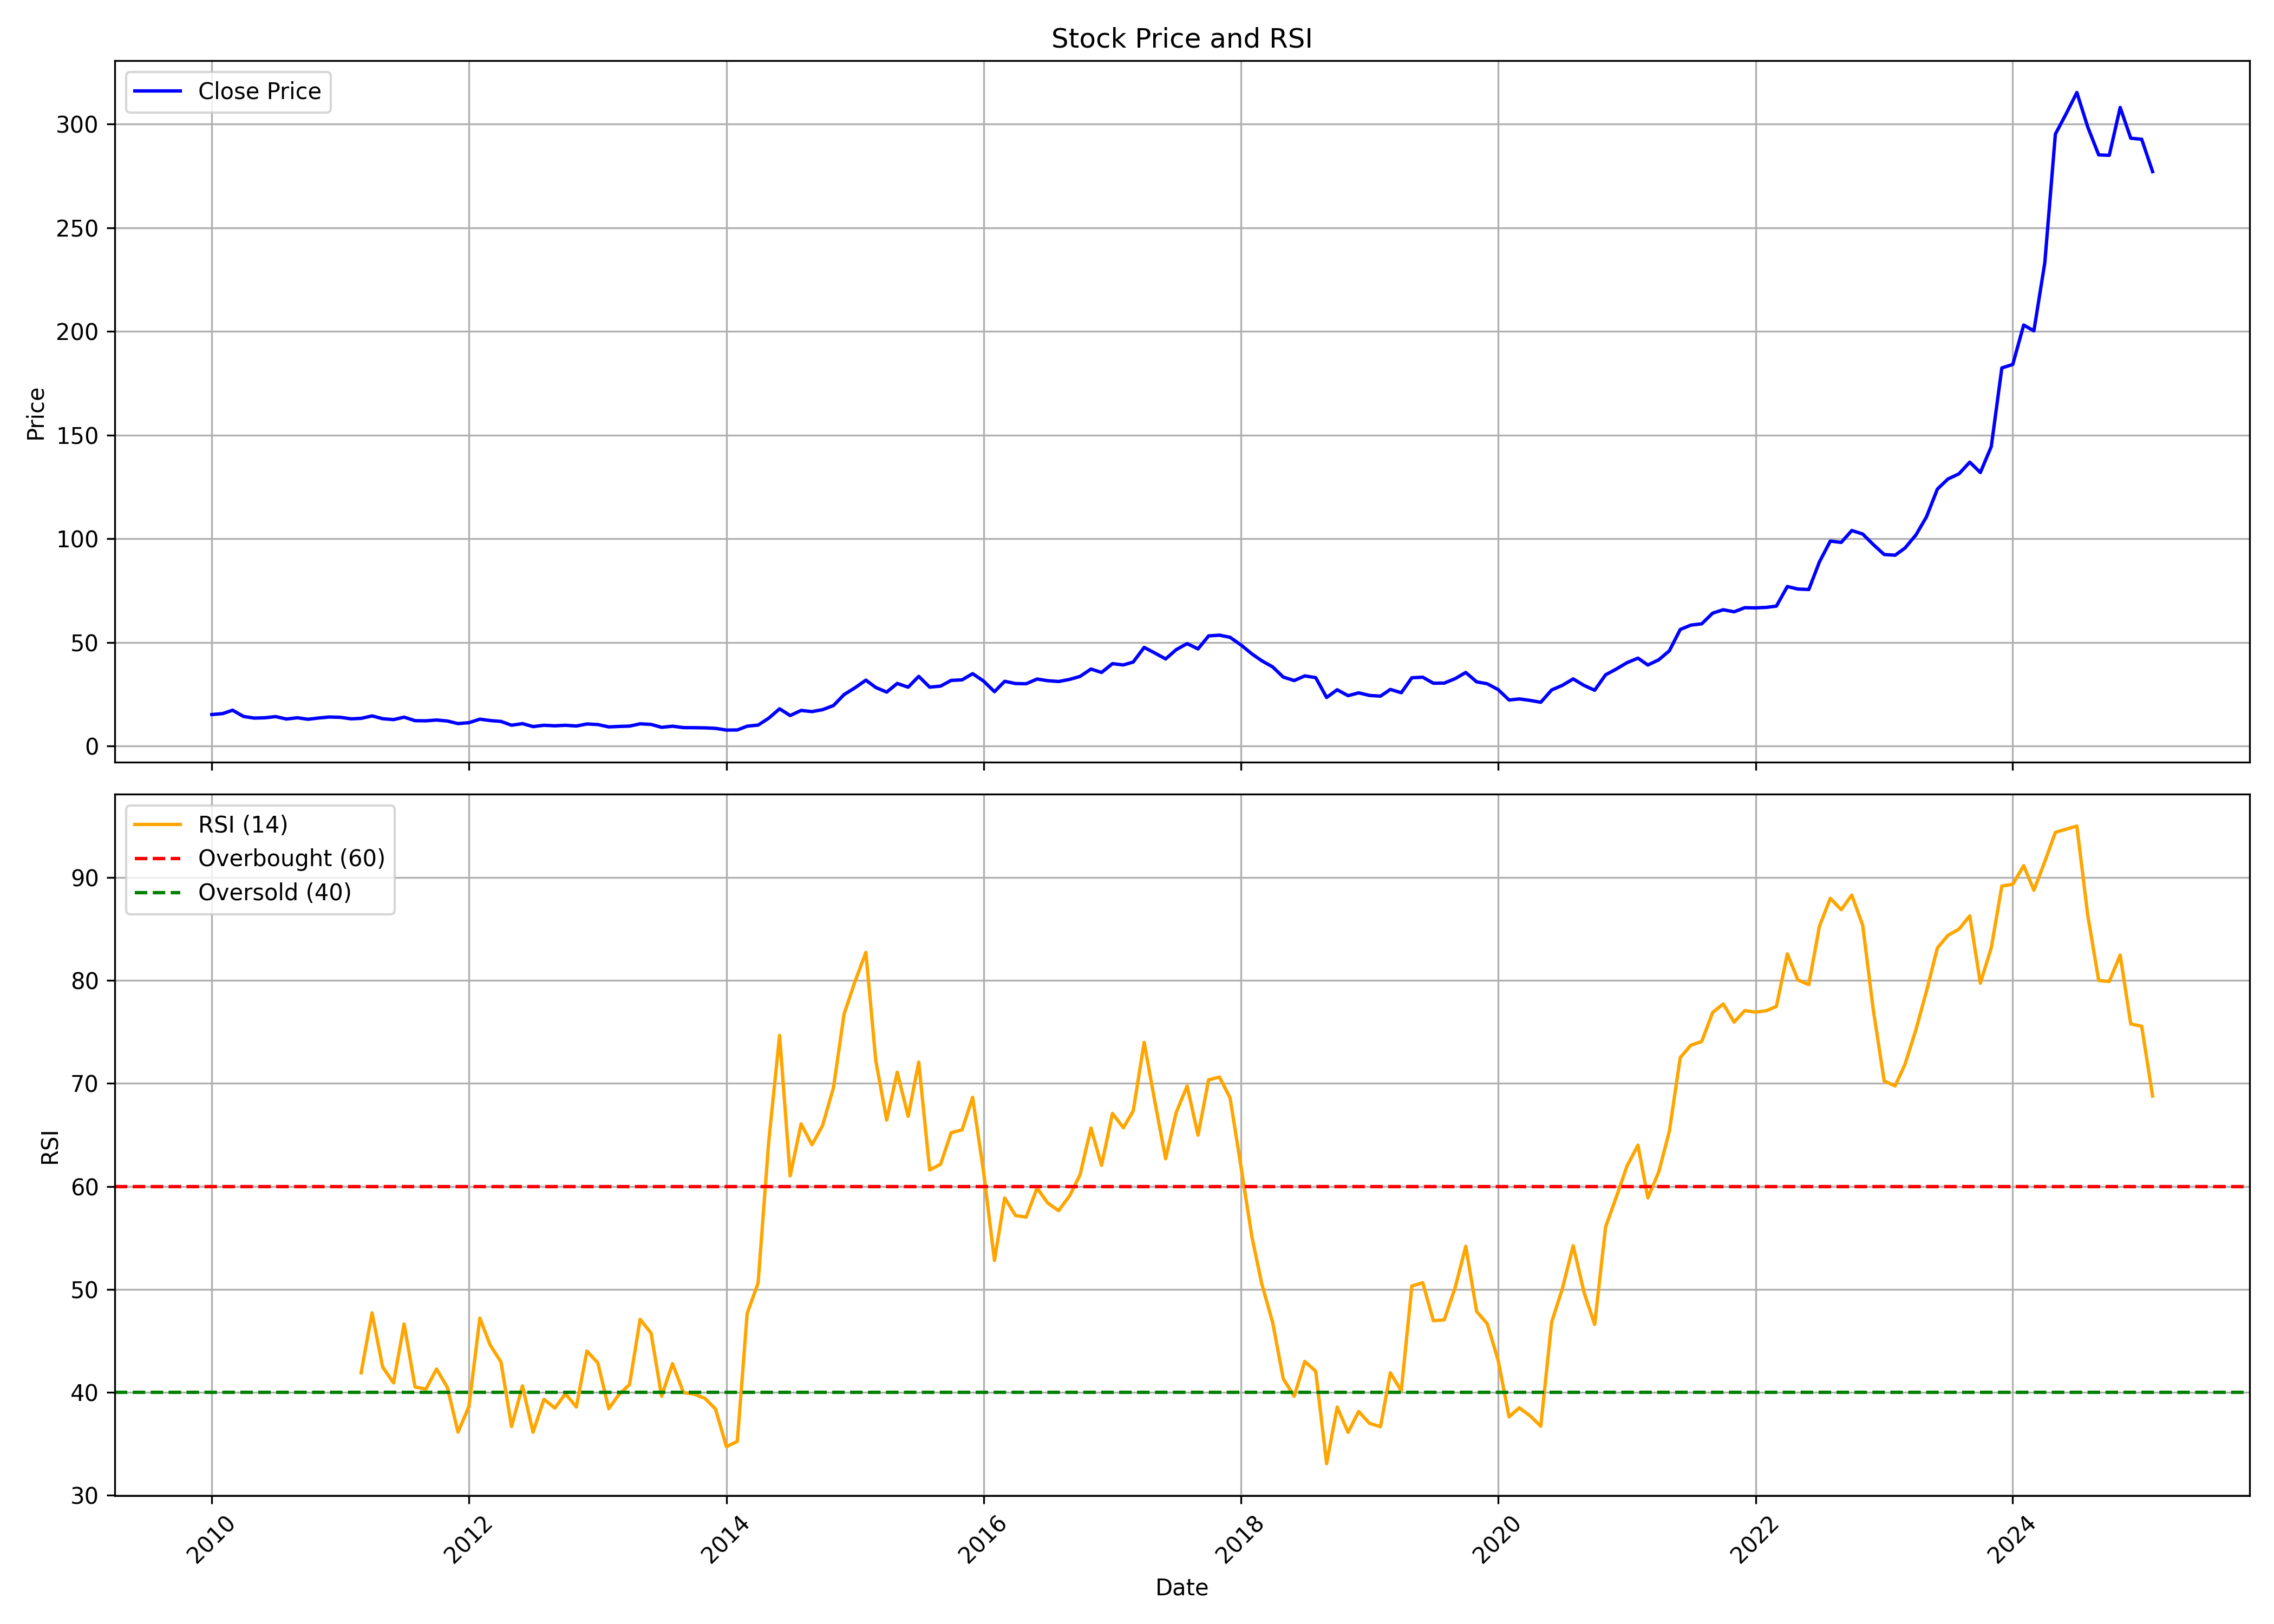 Stock Price and RSI
Close Price
300
250
200
150
100
50
0
Price
RSI (14)
Overbought (60)
Oversold (40)
90
80
70
60
50
40
30
RSI
2010 2012 2014 2016 2018 2020 2022 2024
Date